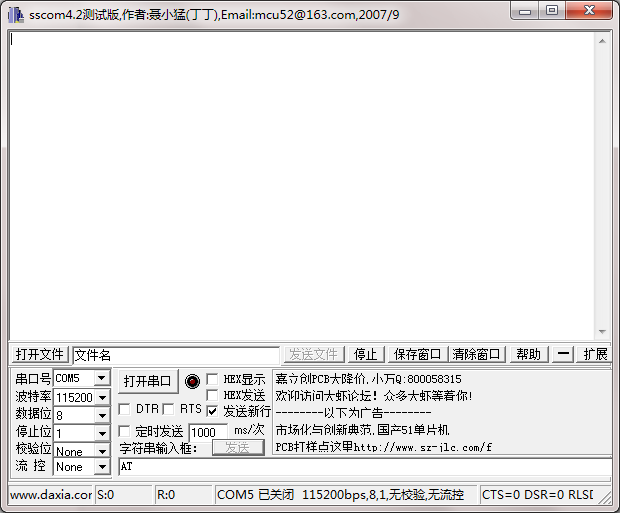 sscom4.2测试版,作者:聂小猛(丁丁),Email:mcu52@163.com,2007/9
打开文件 文件名 发送文件 停止 保存窗口 清除窗口 帮助 一 扩展
串口号 COM5 打开串口 HEX显示 嘉立创PCB大降价,小万Q:800058315
波特率 115200 HEX发送 欢迎访问大虾论坛！众多大虾等着你!
数据位 8 DTR RTS 发送新行 --------以下为广告--------
停止位 1 定时发送 1000 ms/次 市场化与创新典范,国产51单片机
校验位 None 字符串输入框: 发送 PCB打样点这里http://www.sz-jlc.com/f
流 控 None AT
www.daxia.cor S:0 R:0 COM5 已关闭 115200bps,8,1,无校验,无流控 CTS=0 DSR=0 RLSD